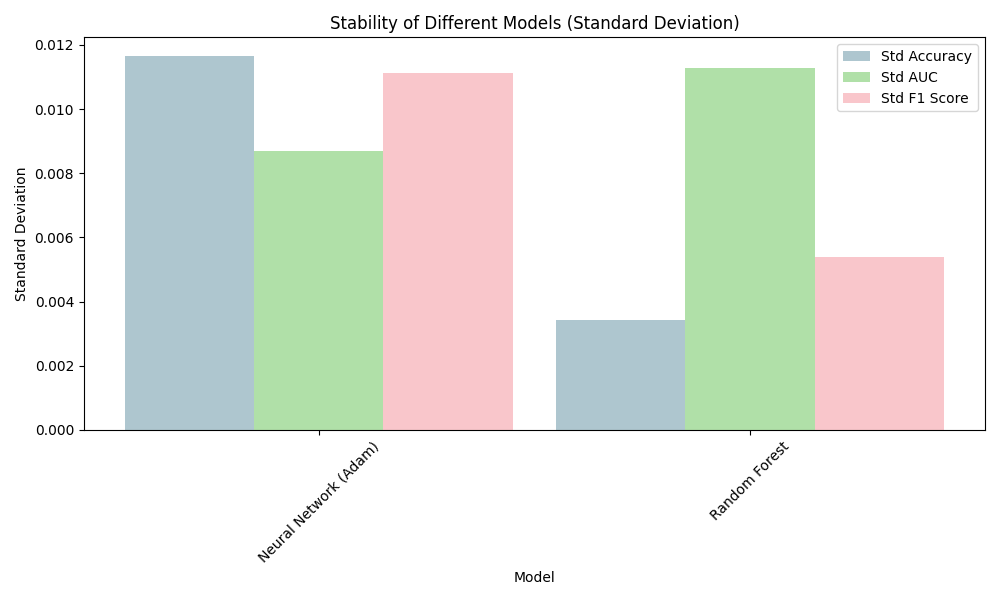 Stability of Different Models (Standard Deviation)
Std Accuracy
Std AUC
Std F1 Score
Standard Deviation
0.012
0.010
0.008
0.006
0.004
0.002
0.000
Neural Network (Adam)
Random Forest
Model